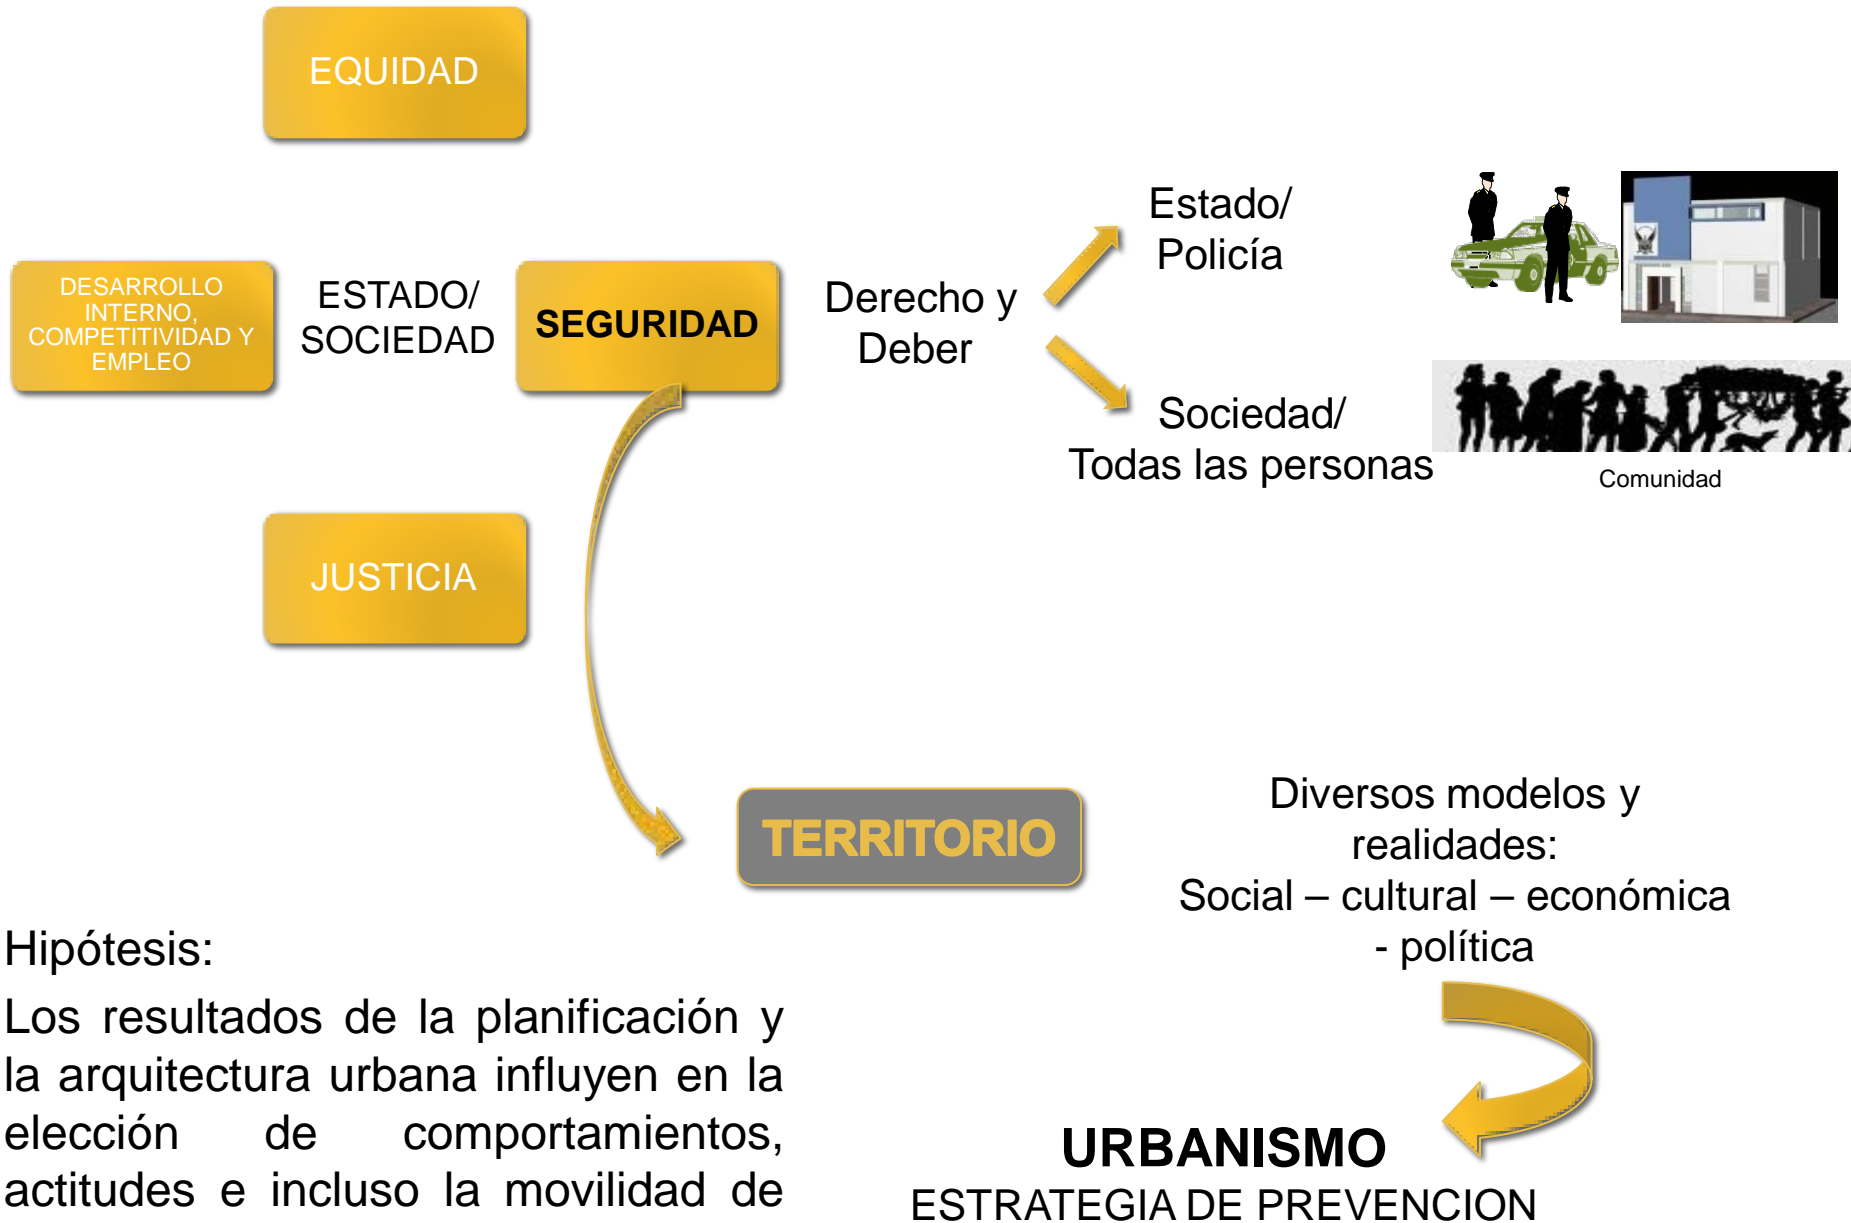 EQUIDAD
DESARROLLO
INTERNO,
COMPETITIVIDAD Y
EMPLEO
ESTADO/
SOCIEDAD
SEGURIDAD
Derecho y
Deber
Estado/
Policía
Sociedad/
Todas las personas
Comunidad
JUSTICIA
TERRITORIO
Diversos modelos y
realidades:
Social – cultural – económica
- política
Hipótesis:
Los resultados de la planificación y
la arquitectura urbana influyen en la
elección de comportamientos,
actitudes e incluso la movilidad de
URBANISMO
ESTRATEGIA DE PREVENCION